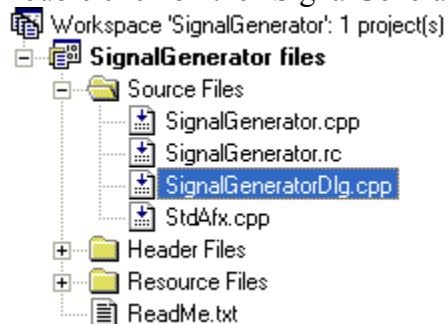 Workspace 'SignalGenerator': 1 project(s)
SignalGenerator files
Source Files
SignalGenerator.cpp
SignalGenerator.rc
SignalGeneratorDlg.cpp
StdAfx.cpp
Header Files
Resource Files
ReadMe.txt